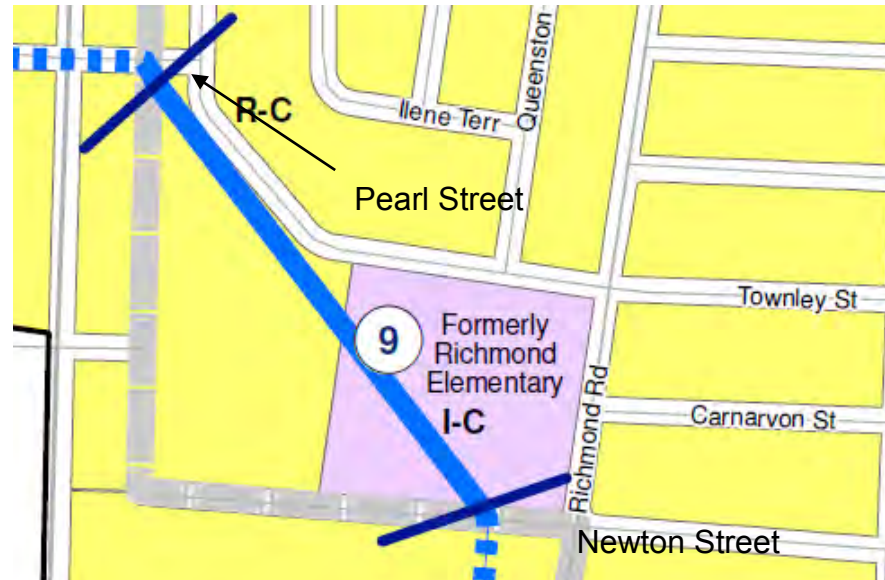 Queenston
R-C
Ilene Terr
Pearl Street
Townley St
9
Formerly
Richmond
Elementary
I-C
Richmond Rd
Carnarvon St
Newton Street